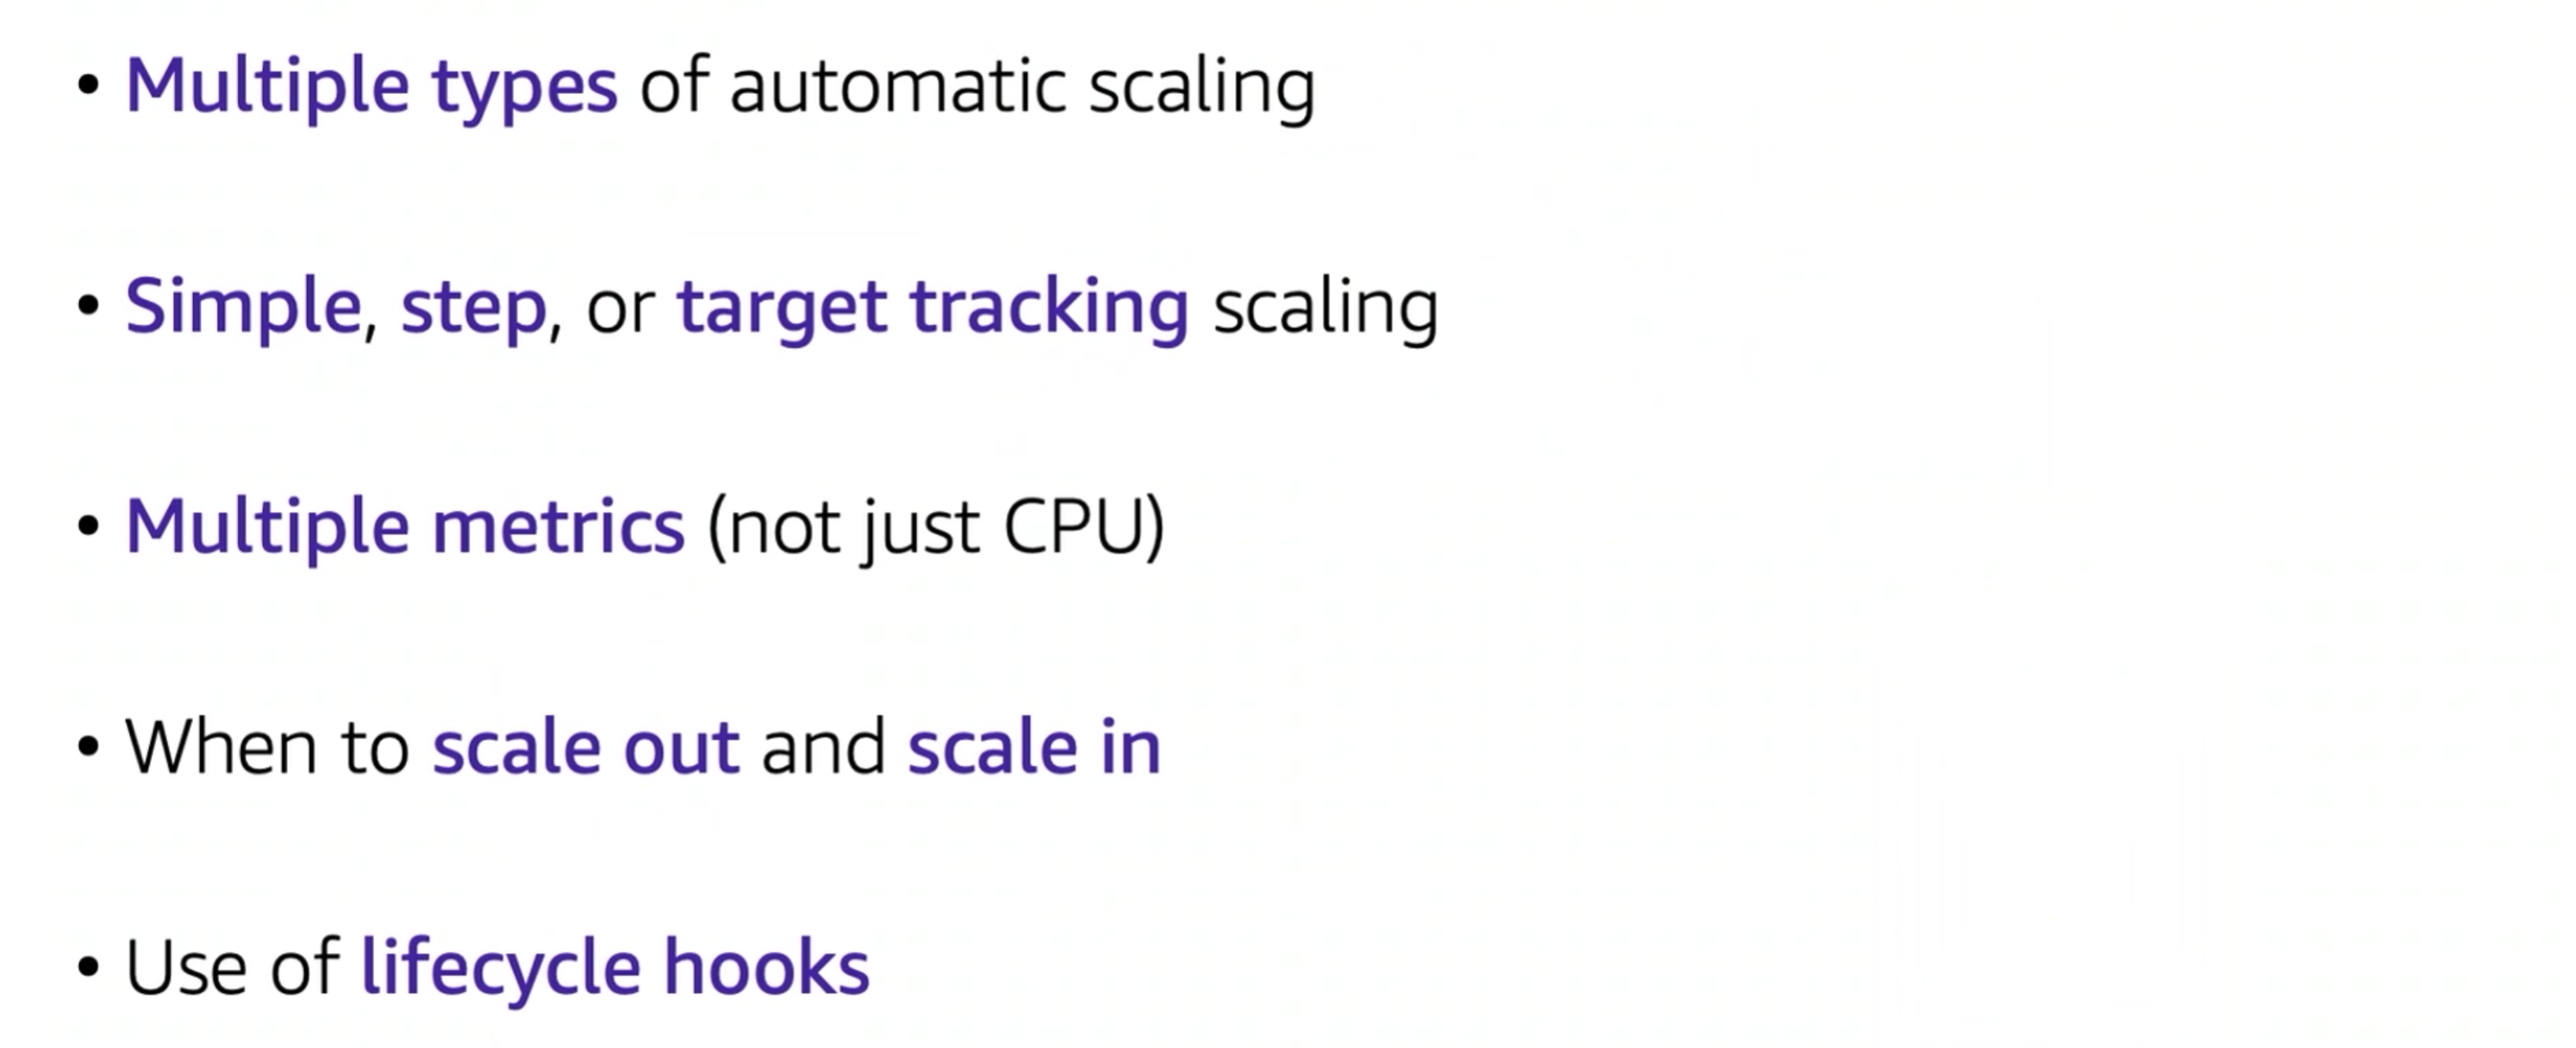 • Multiple types of automatic scaling
• Simple, step, or target tracking scaling
• Multiple metrics (not just CPU)
• When to scale out and scale in
• Use of lifecycle hooks